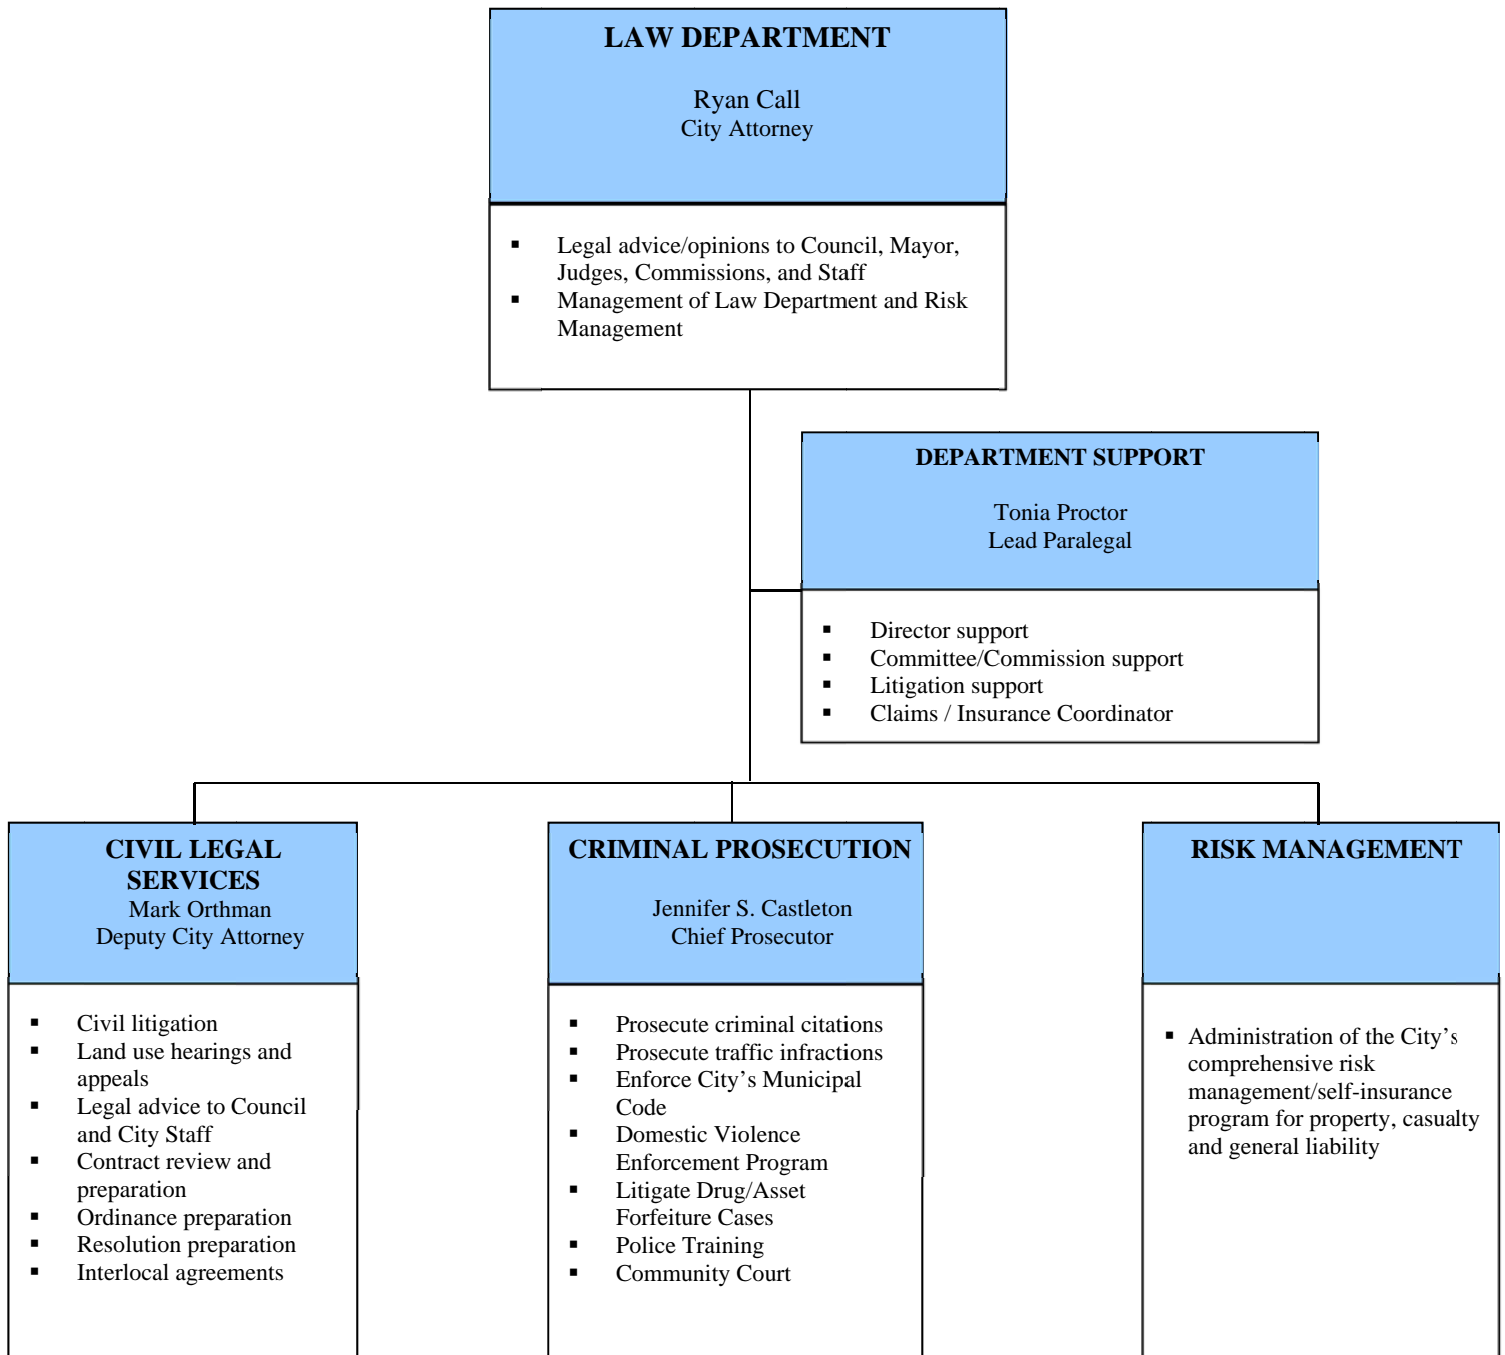 LAW DEPARTMENT
Ryan Call
City Attorney
▪ Legal advice/opinions to Council, Mayor,
Judges, Commissions, and Staff
▪ Management of Law Department and Risk
Management
DEPARTMENT SUPPORT
Tonia Proctor
Lead Paralegal
▪ Director support
▪ Committee/Commission support
▪ Litigation support
▪ Claims / Insurance Coordinator
CIVIL LEGAL
SERVICES
Mark Orthman
Deputy City Attorney
▪ Civil litigation
▪ Land use hearings and
appeals
▪ Legal advice to Council
and City Staff
▪ Contract review and
preparation
▪ Ordinance preparation
▪ Resolution preparation
▪ Interlocal agreements
CRIMINAL PROSECUTION
Jennifer S. Castleton
Chief Prosecutor
▪ Prosecute criminal citations
▪ Prosecute traffic infractions
▪ Enforce City’s Municipal
Code
▪ Domestic Violence
Enforcement Program
▪ Litigate Drug/Asset
Forfeiture Cases
▪ Police Training
▪ Community Court
RISK MANAGEMENT
▪ Administration of the City’s
comprehensive risk
management/self-insurance
program for property, casualty
and general liability